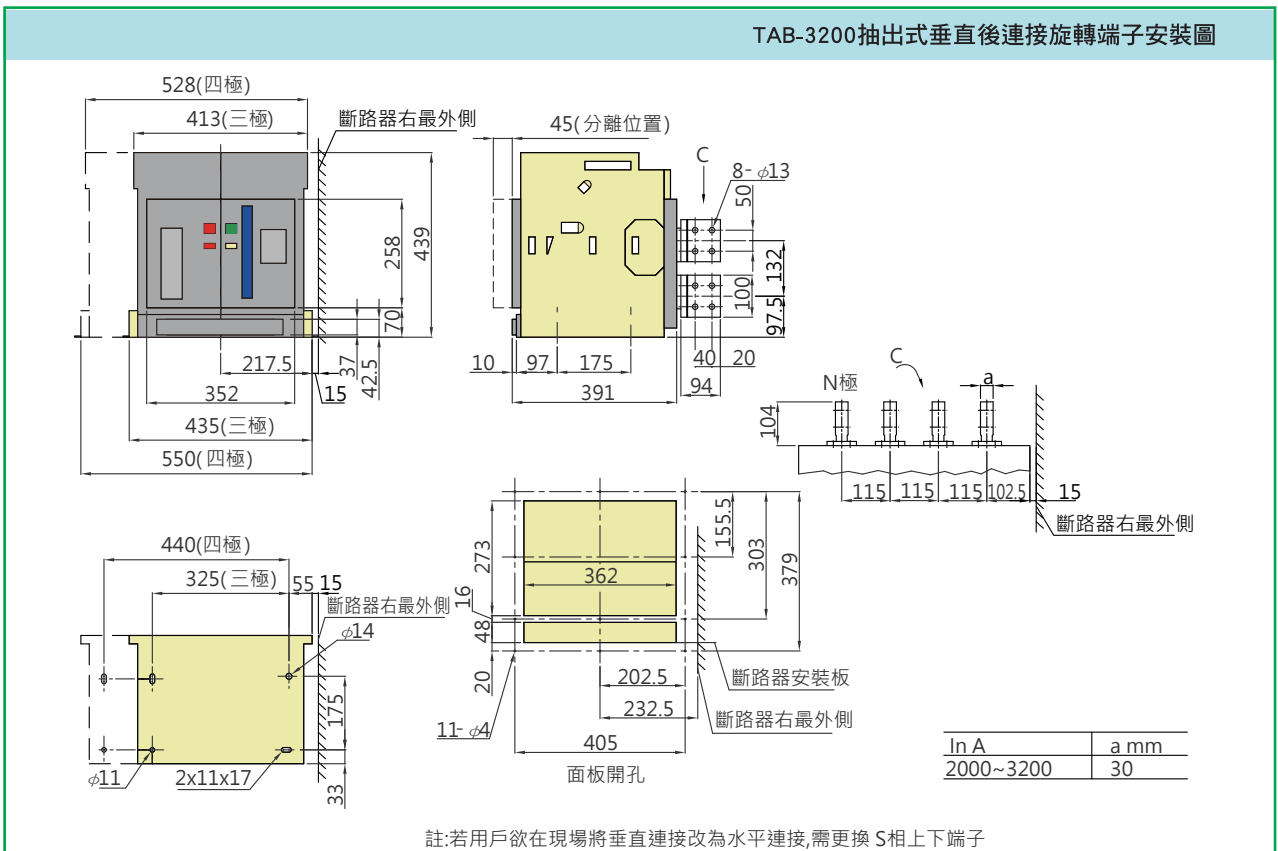 TAB-3200抽出式垂直後連接旋轉端子安裝圖
528(四極)
413(三極)
斷路器右最外側
258
439
70
37
42.5
217.5
15
352
435(三極)
550(四極)
45(分離位置)
C
8-ϕ13
50
132
100
97.5
10
97
175
40
20
391
94
C
N極
a
104
115
115
115
102.5
15
斷路器右最外側
440(四極)
325(三極)
55
15
斷路器右最外側
ϕ14
175
ϕ11
2x11x17
33
273
16
48
20
362
155.5
303
379
202.5
斷路器安裝板
232.5
斷路器右最外側
11-ϕ4
405
面板開孔
In A a mm
2000~3200 30
註:若用戶欲在現場將垂直連接改為水平連接,需更換 S相上下端子